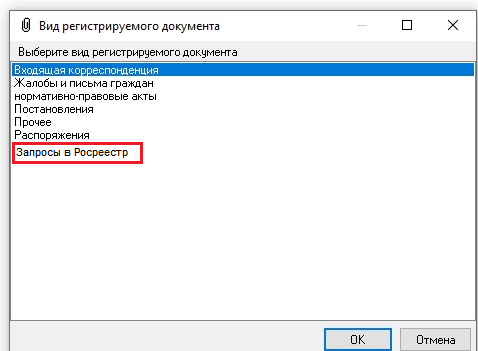 Вид регистрируемого документа
Выберите вид регистрируемого документа
Входящая корреспонденция
Жалобы и письма граждан
нормативно-правовые акты
Постановления
Прочее
Распоряжения
Запросы в Росреестр
OK Отмена